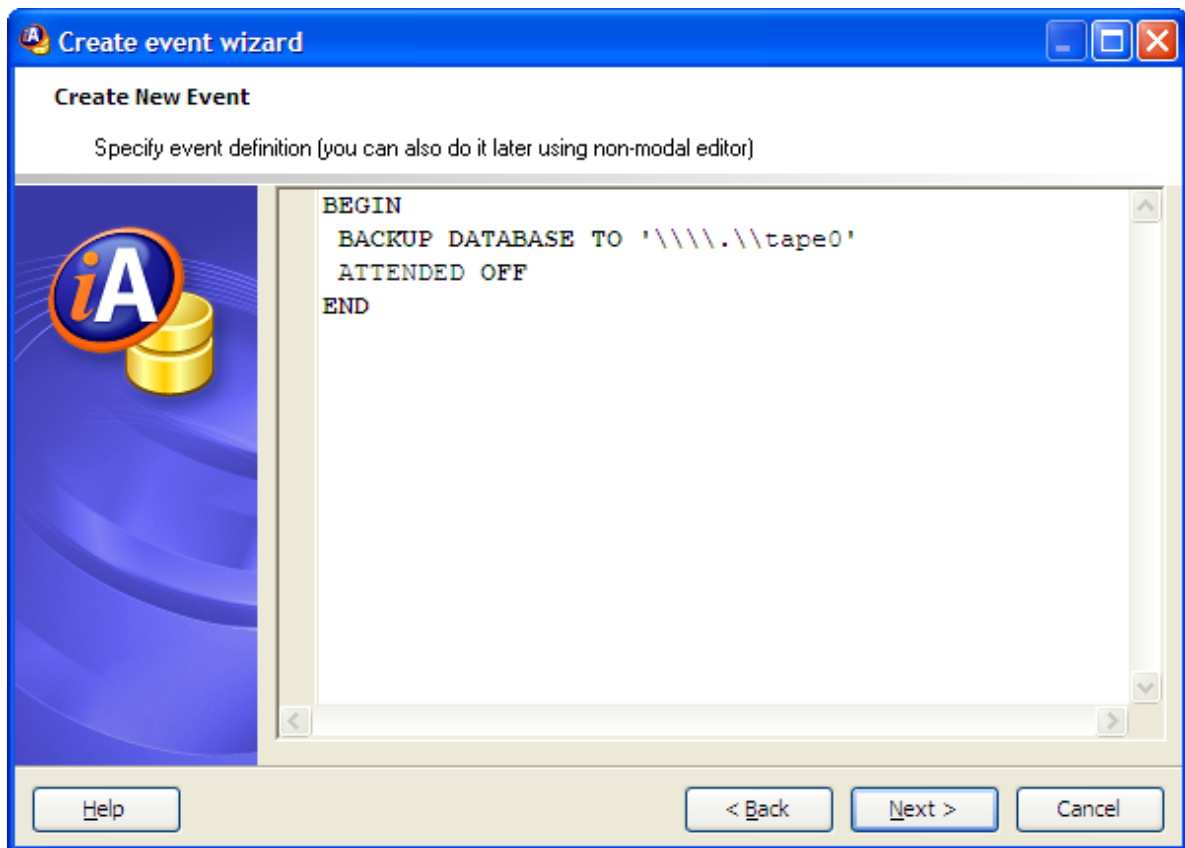 Create event wizard
Create New Event
Specify event definition (you can also do it later using non-modal editor)
iA
BEGIN
BACKUP DATABASE TO '\\\\.\\tape0'
ATTENDED OFF
END
Help
< Back
Next >
Cancel